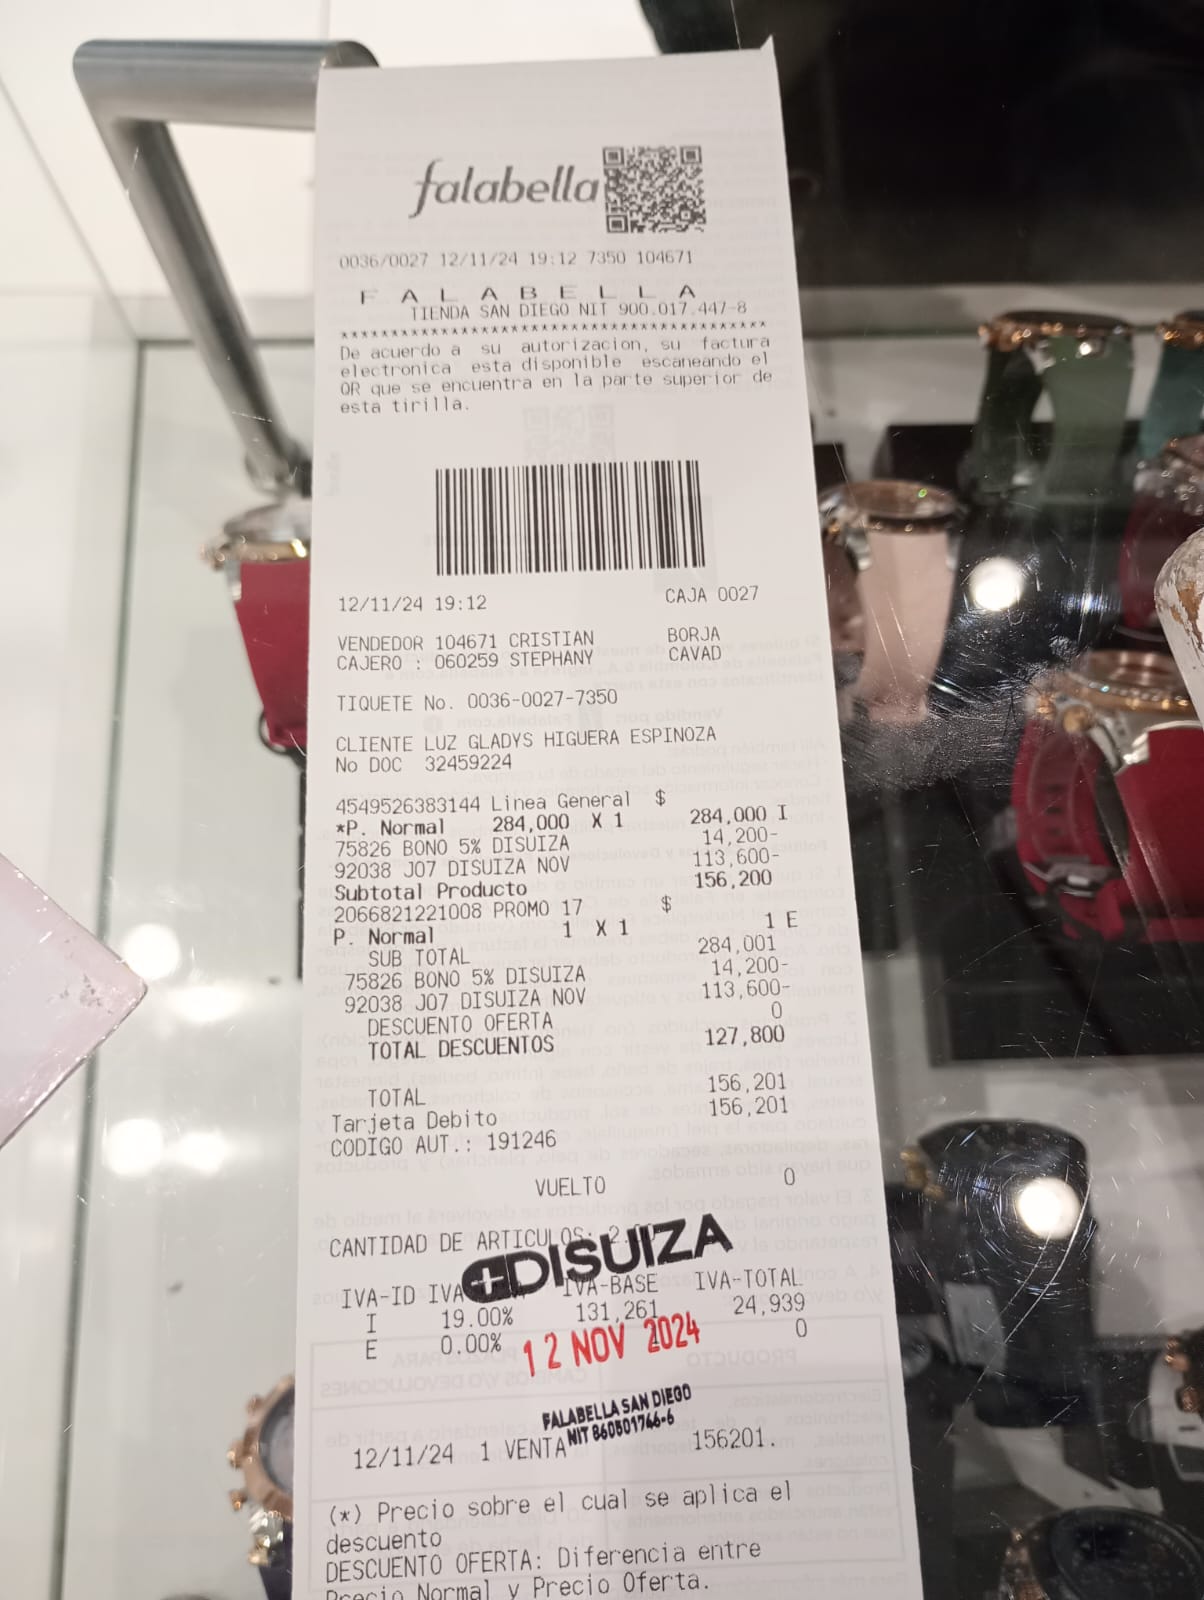 falabella
0036/0027 12/11/24 19:12 7350 104671
F A L A B E L L A
TIENDA SAN DIEGO NIT 900.017.447-8
******************************************
De acuerdo a su autorizacion, su factura
electronica esta disponible escaneando el
QR que se encuentra en la parte superior de
esta tirilla.
12/11/24 19:12 CAJA 0027
VENDEDOR 104671 CRISTIAN BORJA
CAJERO : 060259 STEPHANY CAVAD
TIQUETE No. 0036-0027-7350
CLIENTE LUZ GLADYS HIGUERA ESPINOZA
No DOC 32459224
4549526383144 Linea General $
*P. Normal 284,000 X 1 284,000 I
75826 BONO 5% DISUIZA 14,200-
92038 J07 DISUIZA NOV 113,600-
Subtotal Producto 156,200
2066821221008 PROMO 17 $
P. Normal 1 X 1 1 E
SUB TOTAL 284,001
75826 BONO 5% DISUIZA 14,200-
92038 J07 DISUIZA NOV 113,600-
DESCUENTO OFERTA 0
TOTAL DESCUENTOS 127,800
TOTAL 156,201
Tarjeta Debito 156,201
CODIGO AUT.: 191246
VUELTO 0
CANTIDAD DE ARTICULOS:
DISUIZA
IVA-ID IVA IVA-BASE IVA-TOTAL
I 19.00% 131,261 24,939
E 0.00% 0
12 NOV 2024
FALABELLA SAN DIEGO
NIT 860501766-6
12/11/24 1 VENTA 156201.
(*) Precio sobre el cual se aplica el
descuento
DESCUENTO OFERTA: Diferencia entre
Precio Normal y Precio Oferta.